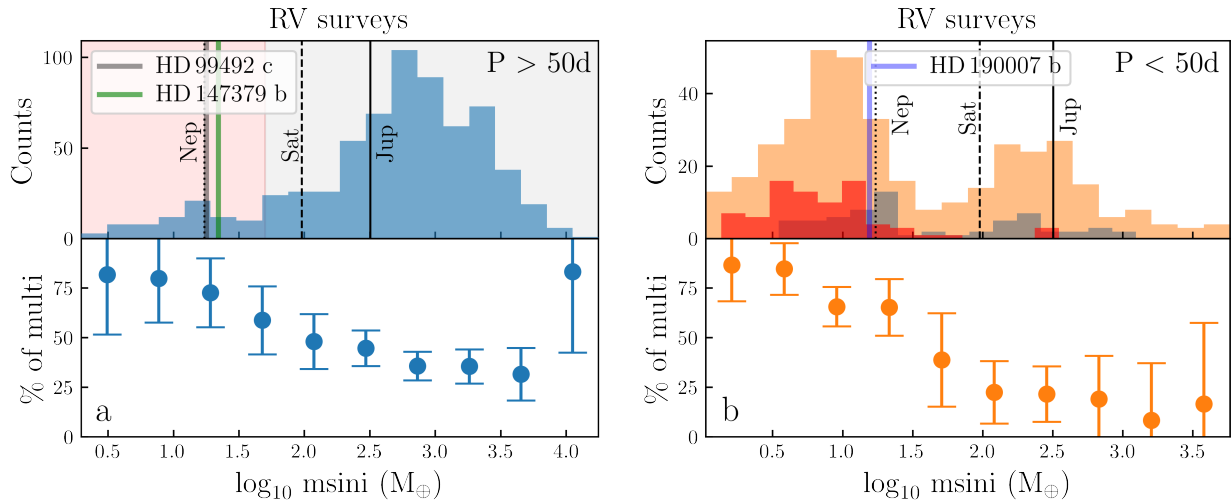 RV surveys
P > 50d
HD 99492 c
HD 147379 b
Nep
Sat
Jup
Counts
100
50
0
% of multi
75
50
25
0
a
0.5 1.0 1.5 2.0 2.5 3.0 3.5 4.0
log₁₀ msini (M⊕)
RV surveys
P < 50d
HD 190007 b
Nep
Sat
Jup
Counts
40
20
0
% of multi
75
50
25
0
b
0.5 1.0 1.5 2.0 2.5 3.0 3.5
log₁₀ msini (M⊕)